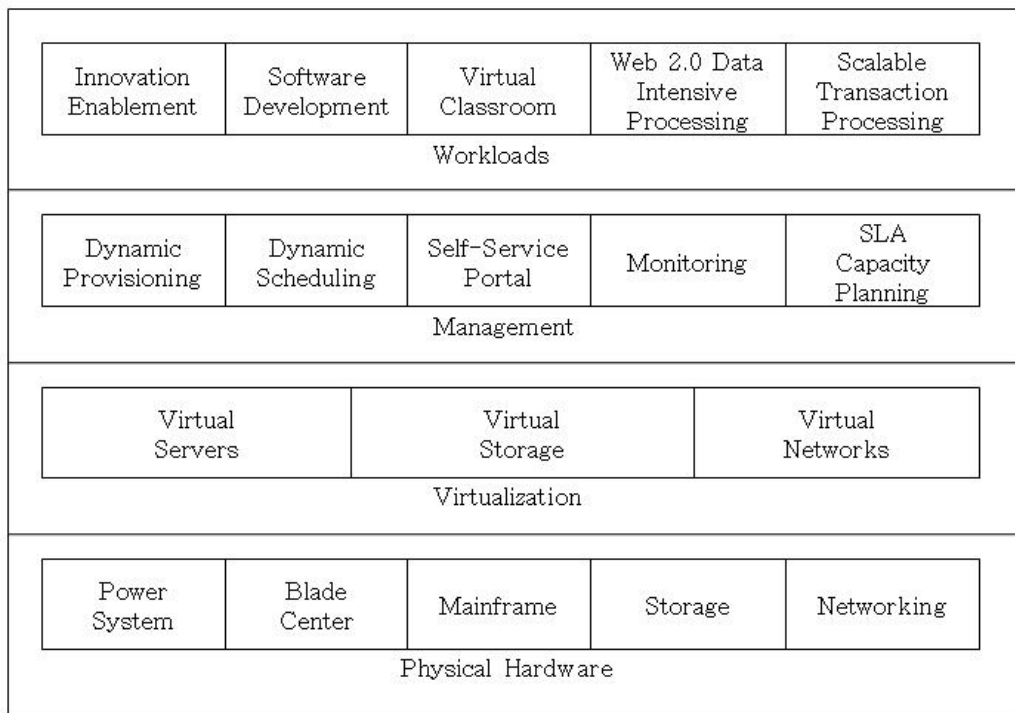 Innovation
Enablement
Software
Development
Virtual
Classroom
Web 2.0 Data
Intensive
Processing
Scalable
Transaction
Processing
Workloads
Dynamic
Provisioning
Dynamic
Scheduling
Self-Service
Portal
Monitoring
SLA
Capacity
Planning
Management
Virtual
Servers
Virtual
Storage
Virtual
Networks
Virtualization
Power
System
Blade
Center
Mainframe
Storage
Networking
Physical Hardware